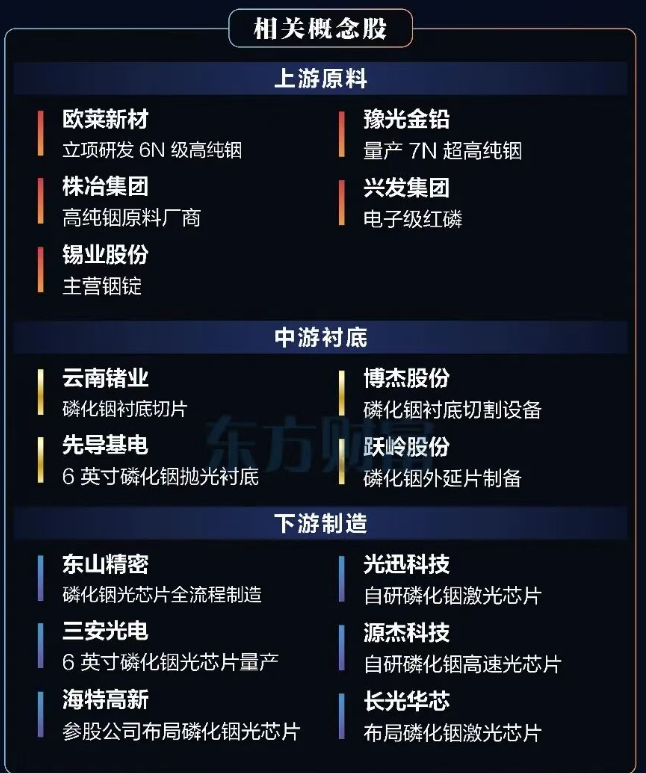 相关概念股
上游原料
欧莱新材
立项研发 6N 级高纯铟
豫光金铅
量产 7N 超高纯铟
株冶集团
高纯铟原料厂商
兴发集团
电子级红磷
锡业股份
主营铟锭
中游衬底
云南锗业
磷化铟衬底切片
博杰股份
磷化铟衬底切割设备
先导基电
6 英寸磷化铟抛光衬底
跃岭股份
磷化铟外延片制备
东方财富
下游制造
东山精密
磷化铟光芯片全流程制造
光迅科技
自研磷化铟激光芯片
三安光电
6 英寸磷化铟光芯片量产
源杰科技
自研磷化铟高速光芯片
海特高新
参股公司布局磷化铟光芯片
长光华芯
布局磷化铟激光芯片